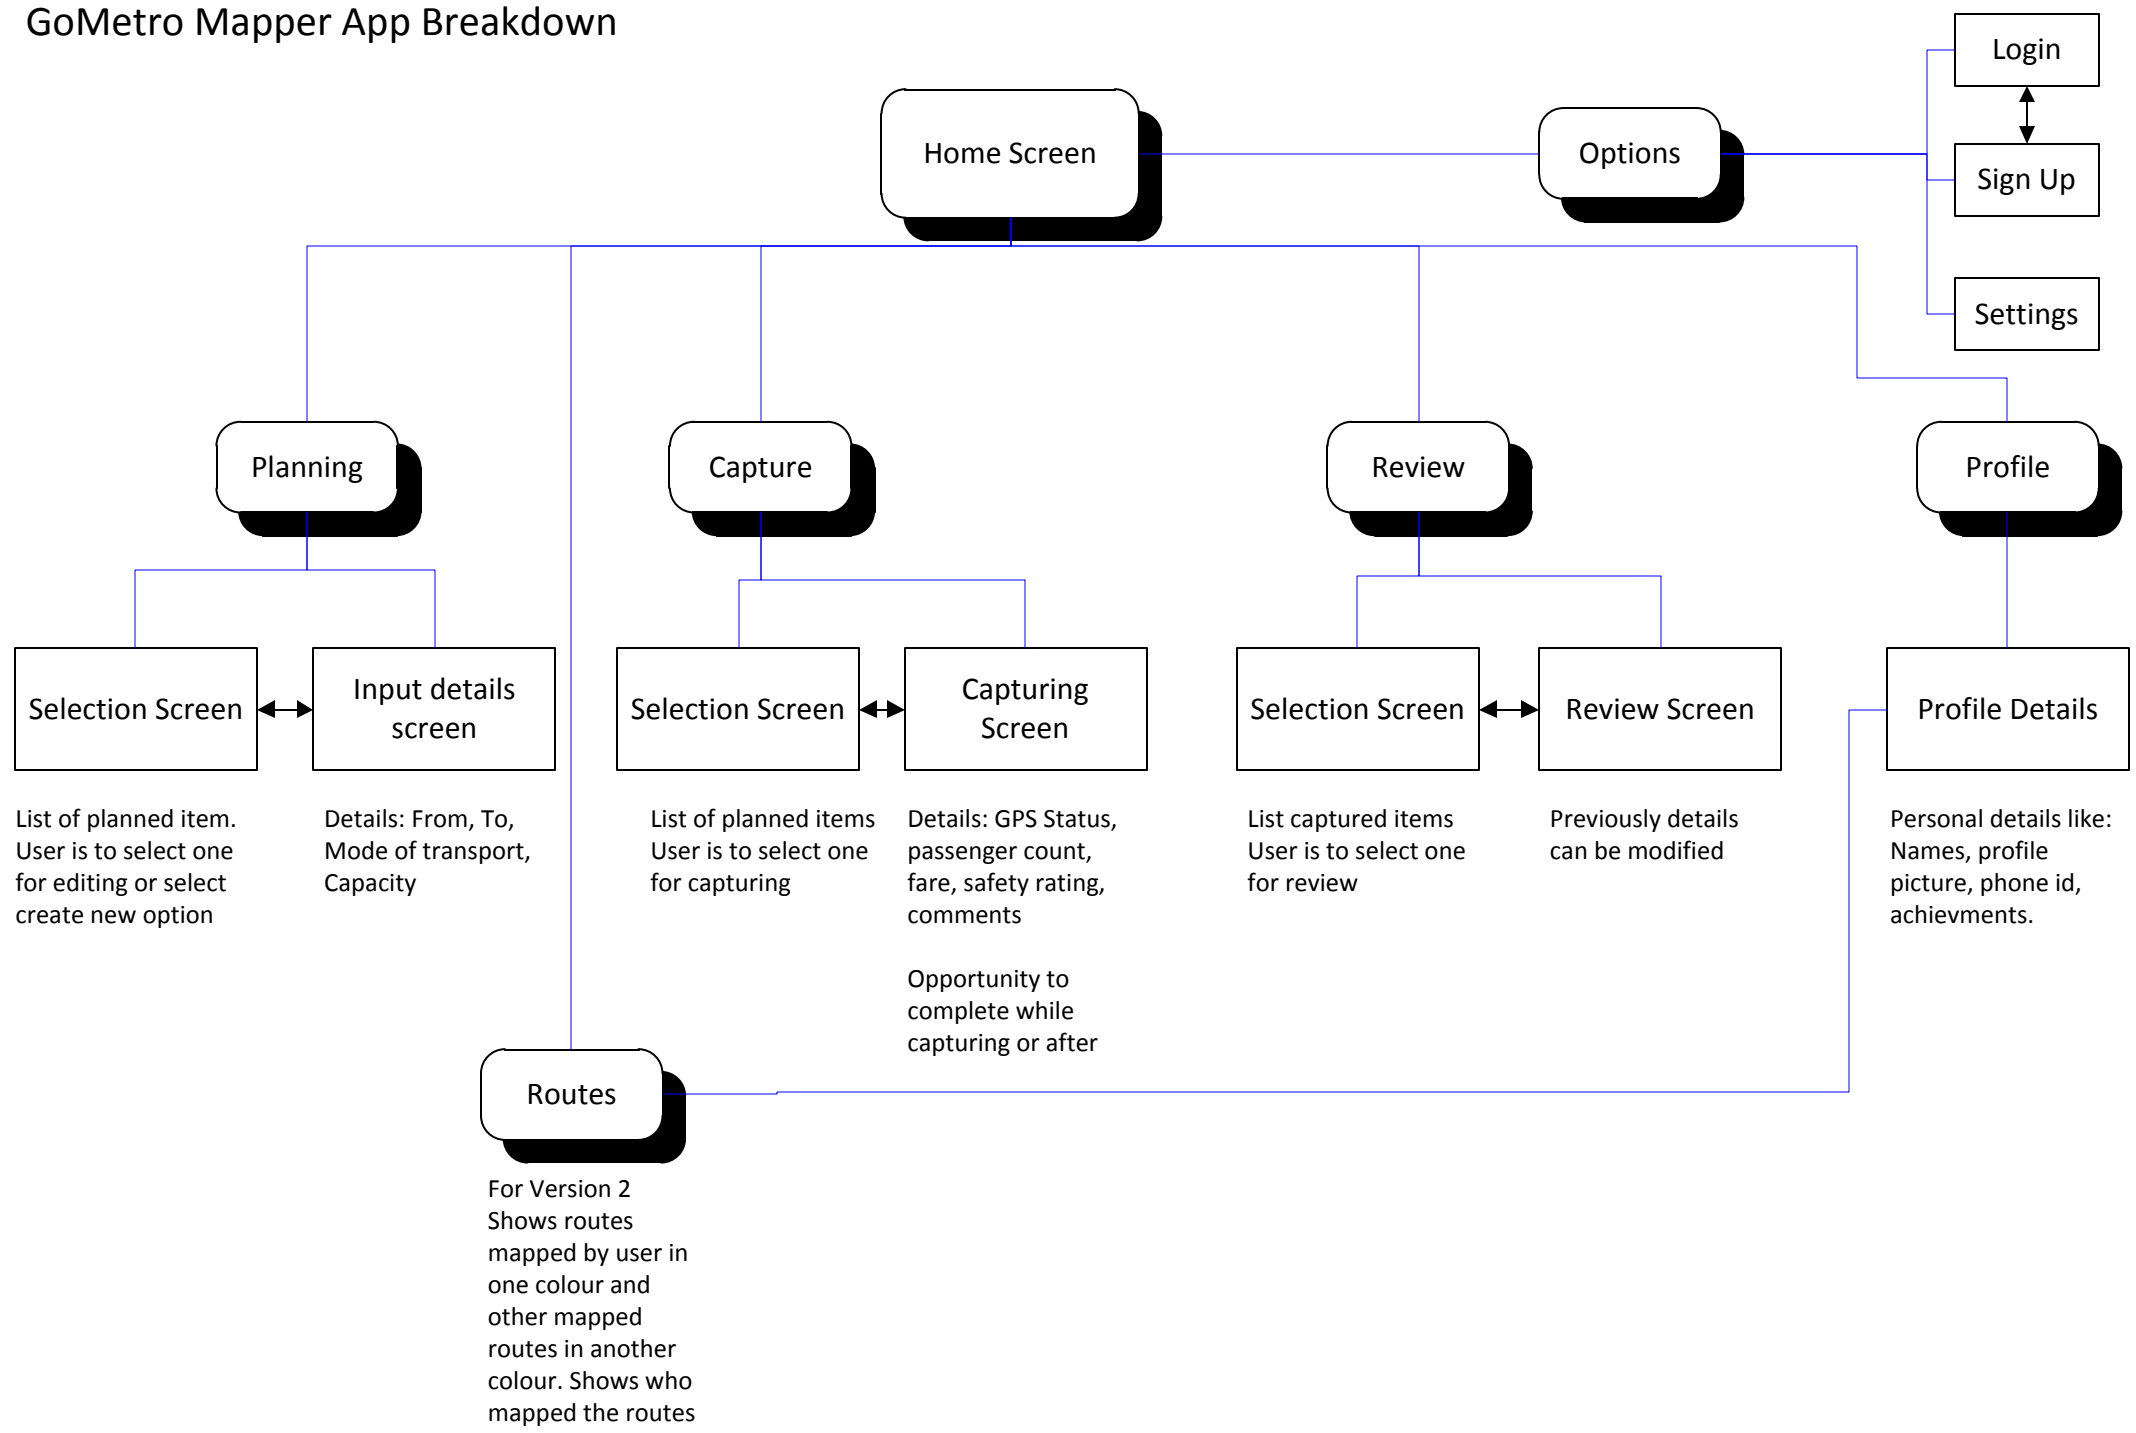 GoMetro Mapper App Breakdown
Login
Home Screen
Options
Sign Up
Settings
Planning
Capture
Review
Profile
Selection Screen
Input details
screen
Selection Screen
Capturing
Screen
Selection Screen
Review Screen
Profile Details
List of planned item.
User is to select one
for editing or select
create new option
Details: From, To,
Mode of transport,
Capacity
List of planned items
User is to select one
for capturing
Details: GPS Status,
passenger count,
fare, safety rating,
comments
Opportunity to
complete while
capturing or after
List captured items
User is to select one
for review
Previously details
can be modified
Personal details like:
Names, profile
picture, phone id,
achievments.
Routes
For Version 2
Shows routes
mapped by user in
one colour and
other mapped
routes in another
colour. Shows who
mapped the routes